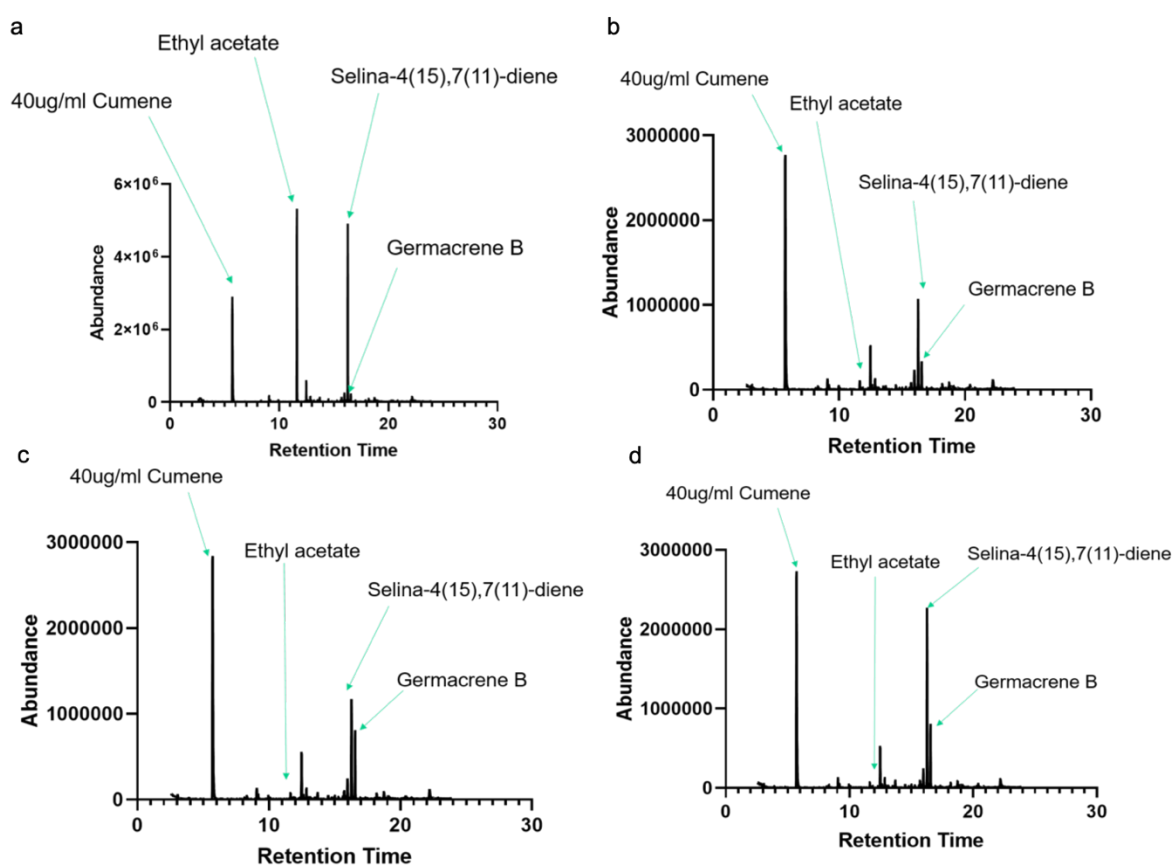 a
Ethyl acetate
Selina-4(15),7(11)-diene
40ug/ml Cumene
Germacrene B
6×10⁶
4×10⁶
2×10⁶
0
Abundance
0 10 20 30
Retention Time
b
40ug/ml Cumene
Ethyl acetate
Selina-4(15),7(11)-diene
Germacrene B
3000000
2000000
1000000
0
Abundance
0 10 20 30
Retention Time
c
40ug/ml Cumene
Ethyl acetate
Selina-4(15),7(11)-diene
Germacrene B
3000000
2000000
1000000
0
Abundance
0 10 20 30
Retention Time
d
40ug/ml Cumene
Ethyl acetate
Selina-4(15),7(11)-diene
Germacrene B
3000000
2000000
1000000
0
Abundance
0 10 20 30
Retention Time